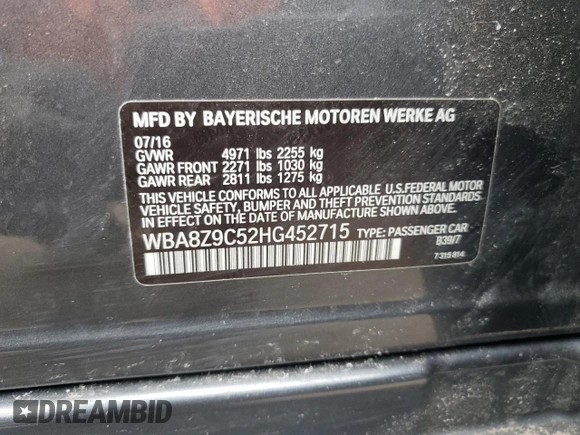 MFD BY BAYERISCHE MOTOREN WERKE AG
07/16
GVWR 4971 lbs 2255 kg
GAWR FRONT 2271 lbs 1030 kg
GAWR REAR 2811 lbs 1275 kg
THIS VEHICLE CONFORMS TO ALL APPLICABLE U.S.FEDERAL MOTOR
VEHICLE SAFETY, BUMPER AND THEFT PREVENTION STANDARDS
IN EFFECT ON THE DATE OF MANUFACTURE SHOWN ABOVE.
WBA8Z9C52HG452715 TYPE: PASSENGER CAR
B39/7
7 315 814
DREAMBID